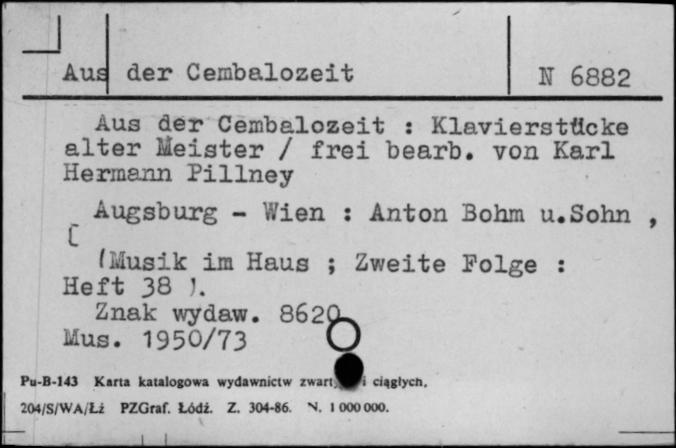 Aus der Cembalozeit
N 6882
Aus der Cembalozeit : Klavierstücke
alter Meister / frei bearb. von Karl
Hermann Pillney
Augsburg - Wien : Anton Bohm u.Sohn ,
[
(Musik im Haus ; Zweite Folge :
Heft 38 ).
Znak wydaw. 8620
Mus. 1950/73
Pu-B-143 Karta katalogowa wydawnictw i ciągłych.
204/S/WA/Łż PZGraf. Łódź. Z. 304-86. N. 1 000 000.